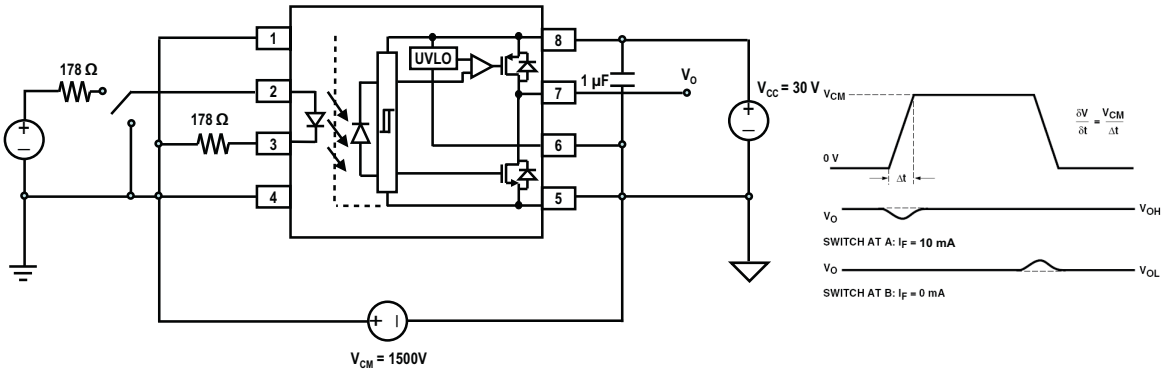 1
8
UVLO
178 Ω
2
1 µF
7
V_O
V_CC = 30 V
+
−
178 Ω
3
6
+
−
4
5
+ −
V_CM = 1500V
V_CM
δV
δt
=
V_CM
Δt
0 V
Δt
V_O
V_OH
SWITCH AT A: I_F = 10 mA
V_O
V_OL
SWITCH AT B: I_F = 0 mA